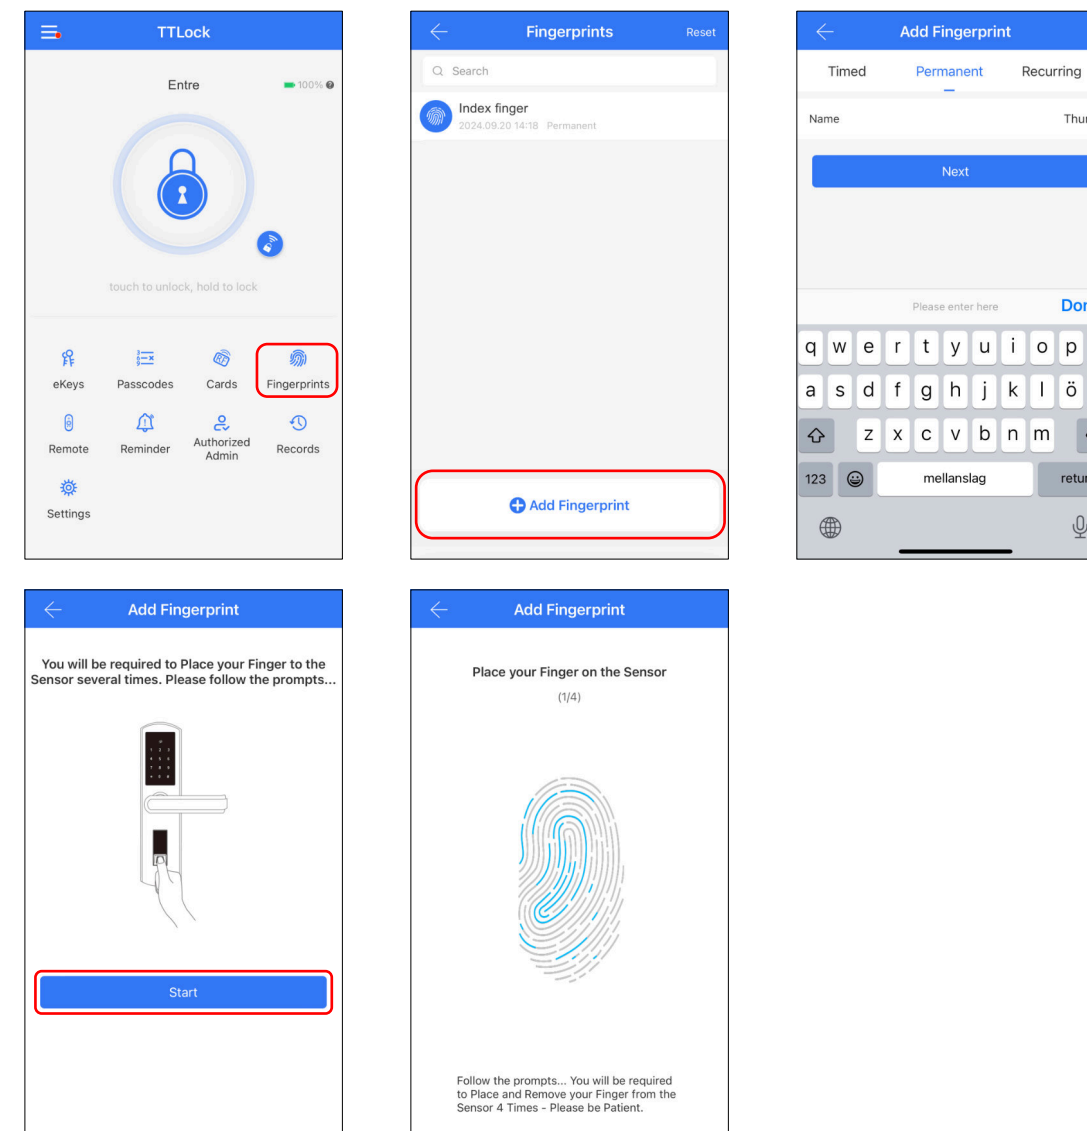 TTLock
Entre
100%
touch to unlock, hold to lock
eKeys
Passcodes
Cards
Fingerprints
Remote
Reminder
Authorized
Admin
Records
Settings
Fingerprints
Reset
Search
Index finger
2024.09.20 14:18 Permanent
Add Fingerprint
Add Fingerprint
Timed Permanent Recurring
Name
Next
Please enter here
q w e r t y u i o p
a s d f g h j k l ö
z x c v b n m
123 mellanslag
Add Fingerprint
You will be required to Place your Finger to the
Sensor several times. Please follow the prompts...
Start
Add Fingerprint
Place your Finger on the Sensor
(1/4)
Follow the prompts... You will be required
to Place and Remove your Finger from the
Sensor 4 Times - Please be Patient.